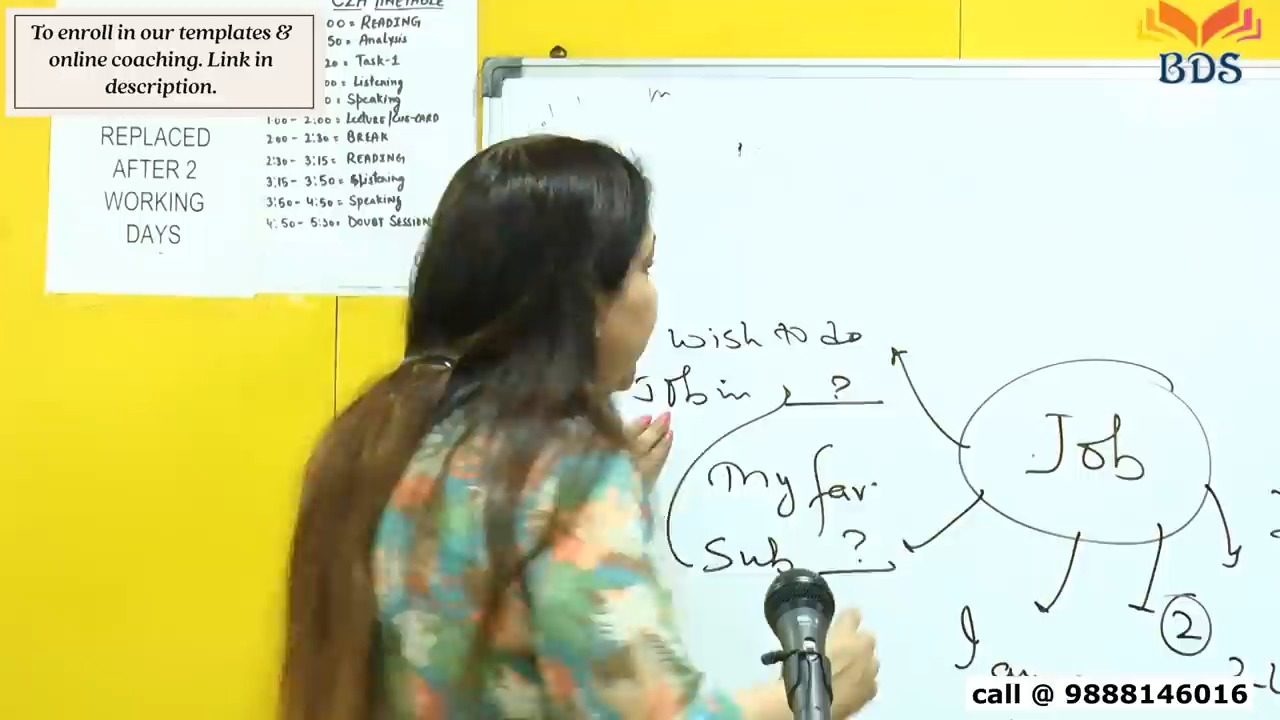 To enroll in our templates &
online coaching. Link in
description.
REPLACED
AFTER 2
WORKING
DAYS
TIMETABLE
00 = READING
50 = Analysis
20 = Task-1
00 = Listening
0 = Speaking
1:00 - 2:00 = Lecture/CUE-CARD
2:00 - 2:30 = BREAK
2:30 - 3:15 = READING
3:15 - 3:50 = Listening
3:50 - 4:50 = Speaking
4:50 - 5:30 = DOUBT SESSION
BDS
wish to do
Job in ?
My fav.
Sub ?
Job
I
2
call @ 9888146016